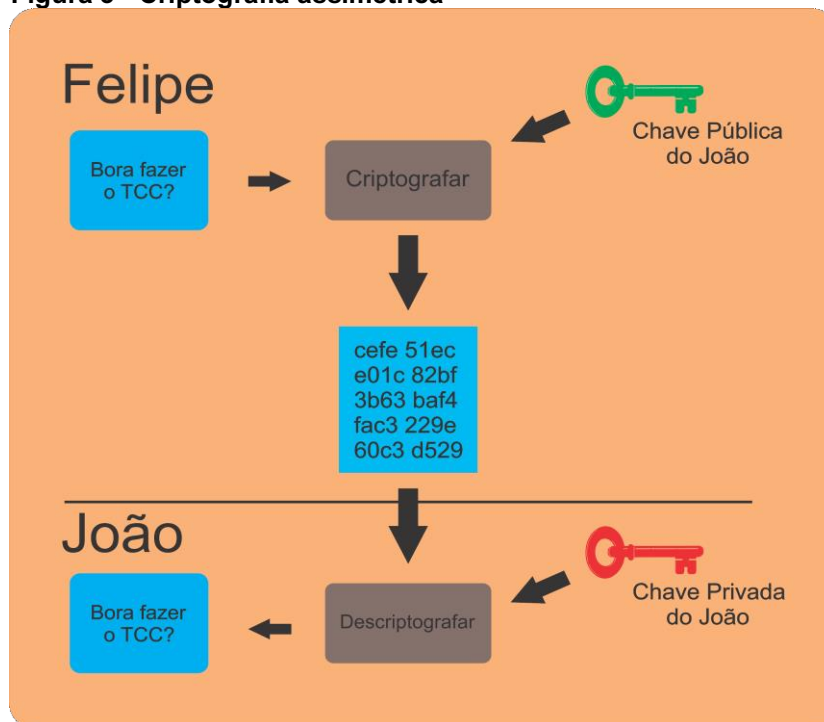 Felipe
Chave Pública
do João
Bora fazer
o TCC?
Criptografar
cefe 51ec
e01c 82bf
3b63 baf4
fac3 229e
60c3 d529
João
Chave Privada
do João
Bora fazer
o TCC?
Descriptografar